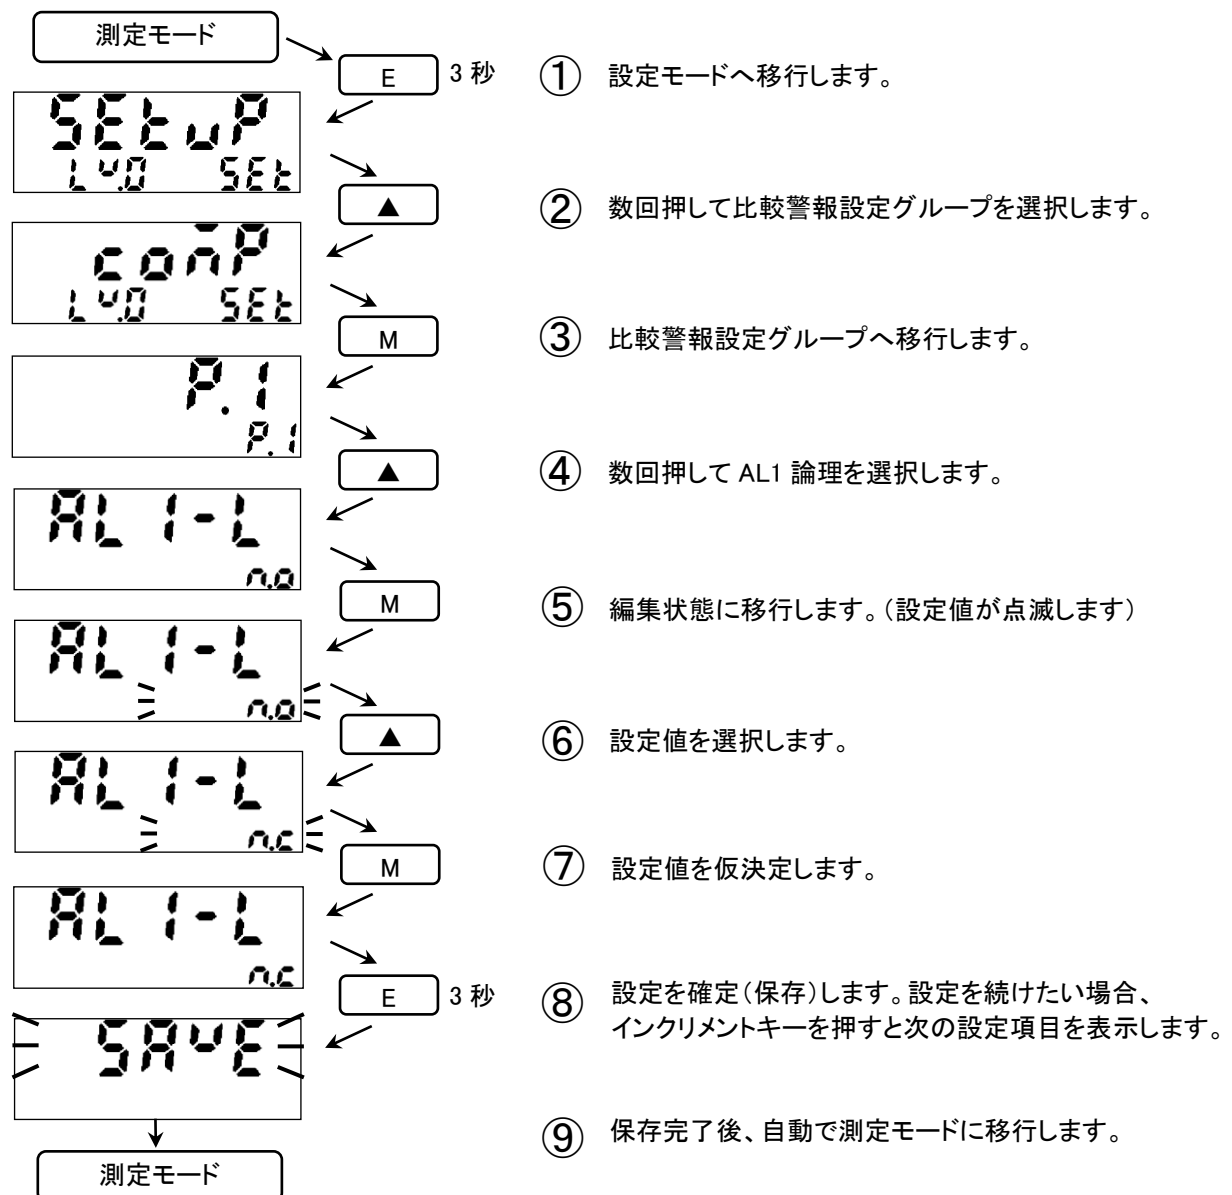 測定モード
E
3 秒
① 設定モードへ移行します。
SEtuP
Lv.0 SEt
▲
② 数回押して比較警報設定グループを選択します。
comP
Lv.0 SEt
M
③ 比較警報設定グループへ移行します。
P.1
P.1
▲
④ 数回押して AL1 論理を選択します。
AL1-L
n.o
M
⑤ 編集状態に移行します。(設定値が点滅します)
AL1-L
n.o
▲
⑥ 設定値を選択します。
AL1-L
n.c
M
⑦ 設定値を仮決定します。
AL1-L
n.c
E
3 秒
⑧ 設定を確定(保存)します。設定を続けたい場合、
インクリメントキーを押すと次の設定項目を表示します。
SAvE
⑨ 保存完了後、自動で測定モードに移行します。
測定モード